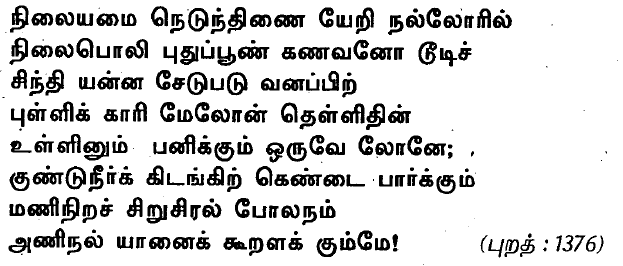 நிலையமை நெடுந்திணை யேறி நல்லோரில்
நிலைபொலி புதுப்பூண் கணவனோ டூடிச்
சிந்தி யன்ன சேடுபடு வனப்பிற்
புள்ளிக் காரி மேலோன் தெள்ளிதின்
உள்ளினும் பனிக்கும் ஒருவே லோனே;
குண்டுநீர்க் கிடங்கிற் கெண்டை பார்க்கும்
மணிநிறச் சிறுசிரல் போலநம்
அணிநல் யானைக் கூறளக் கும்மே! (புறத் : 1376)